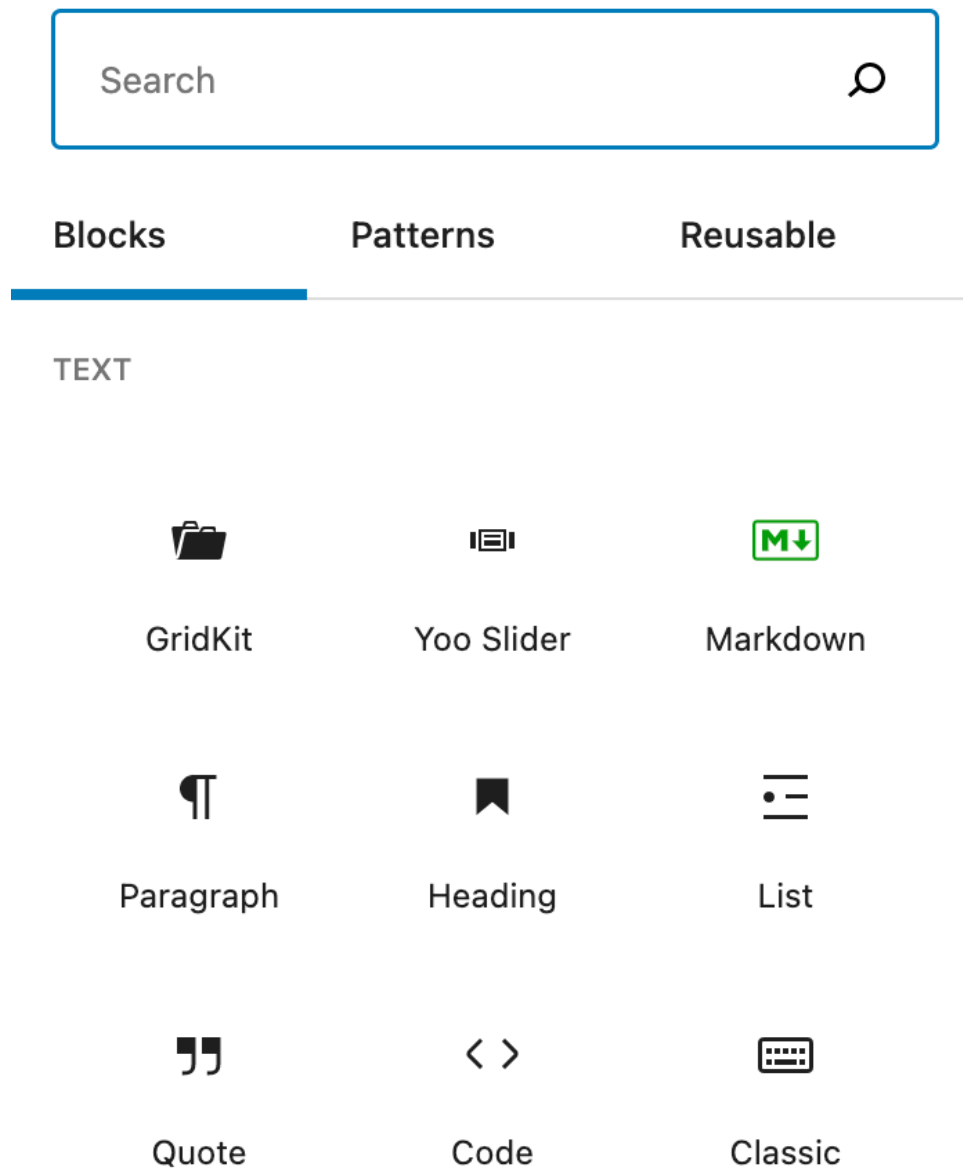 Search
Blocks Patterns Reusable
TEXT
GridKit Yoo Slider Markdown
Paragraph Heading List
Quote Code Classic